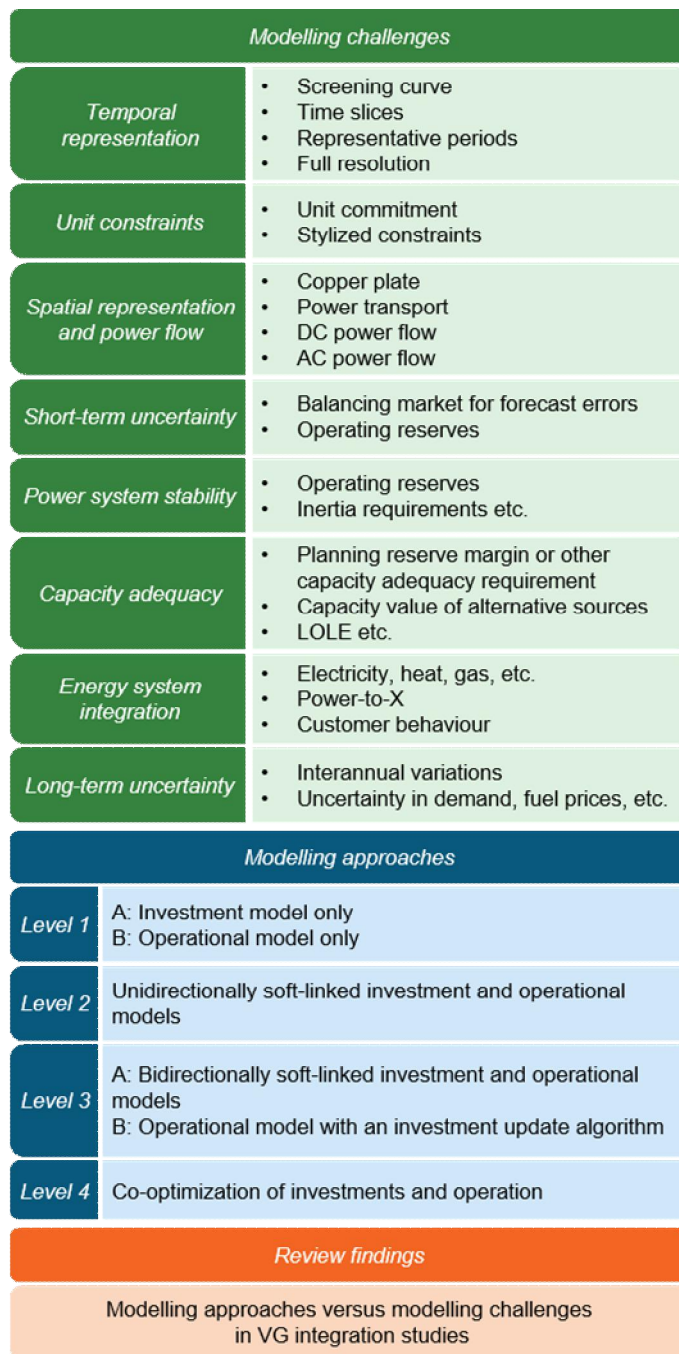 Modelling challenges
Temporal
representation
• Screening curve
• Time slices
• Representative periods
• Full resolution
Unit constraints
• Unit commitment
• Stylized constraints
Spatial representation
and power flow
• Copper plate
• Power transport
• DC power flow
• AC power flow
Short-term uncertainty
• Balancing market for forecast errors
• Operating reserves
Power system stability
• Operating reserves
• Inertia requirements etc.
Capacity adequacy
• Planning reserve margin or other
capacity adequacy requirement
• Capacity value of alternative sources
• LOLE etc.
Energy system
integration
• Electricity, heat, gas, etc.
• Power-to-X
• Customer behaviour
Long-term uncertainty
• Interannual variations
• Uncertainty in demand, fuel prices, etc.
Modelling approaches
Level 1
A: Investment model only
B: Operational model only
Level 2
Unidirectionally soft-linked investment and operational
models
Level 3
A: Bidirectionally soft-linked investment and operational
models
B: Operational model with an investment update algorithm
Level 4
Co-optimization of investments and operation
Review findings
Modelling approaches versus modelling challenges
in VG integration studies